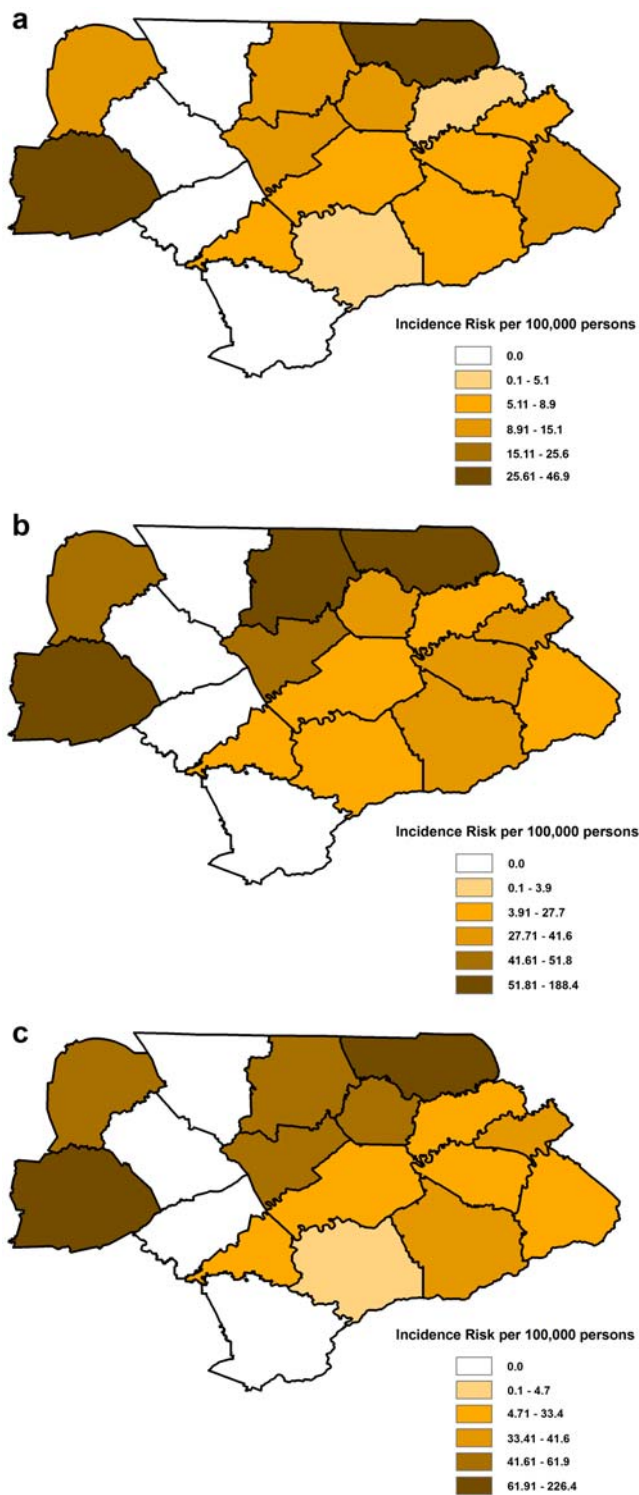 a
Incidence Risk per 100,000 persons
0.0
0.1 - 5.1
5.11 - 8.9
8.91 - 15.1
15.11 - 25.6
25.61 - 46.9
b
Incidence Risk per 100,000 persons
0.0
0.1 - 3.9
3.91 - 27.7
27.71 - 41.6
41.61 - 51.8
51.81 - 188.4
c
Incidence Risk per 100,000 persons
0.0
0.1 - 4.7
4.71 - 33.4
33.41 - 41.6
41.61 - 61.9
61.91 - 226.4